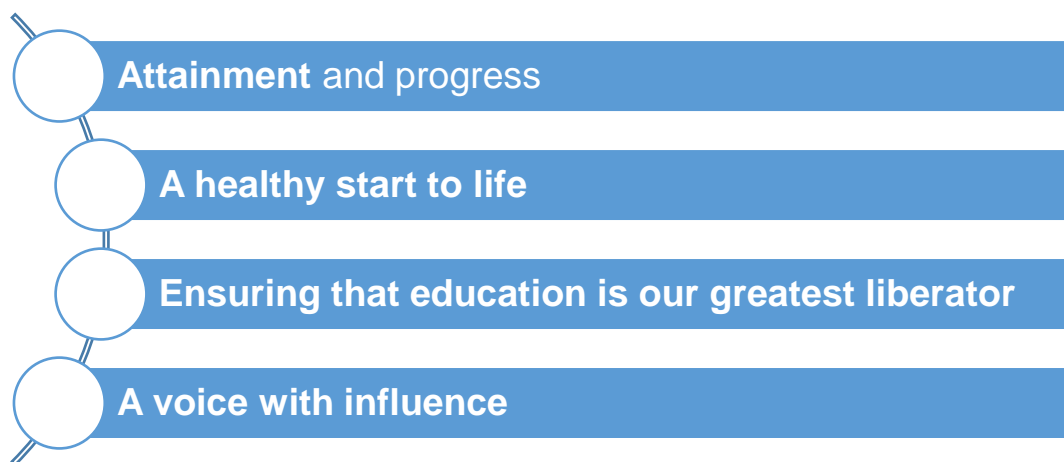 Attainment and progress
A healthy start to life
Ensuring that education is our greatest liberator
A voice with influence